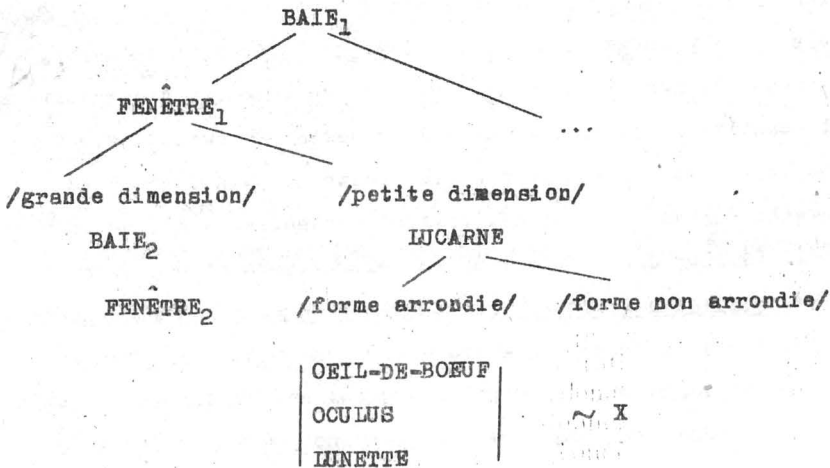 BAIE1
FENÊTRE1
...
/grande dimension/ /petite dimension/
BAIE2 LUCARNE
FENÊTRE2 /forme arrondie/ /forme non arrondie/
OEIL-DE-BOEUF
OCULUS ~ X
LUNETTE